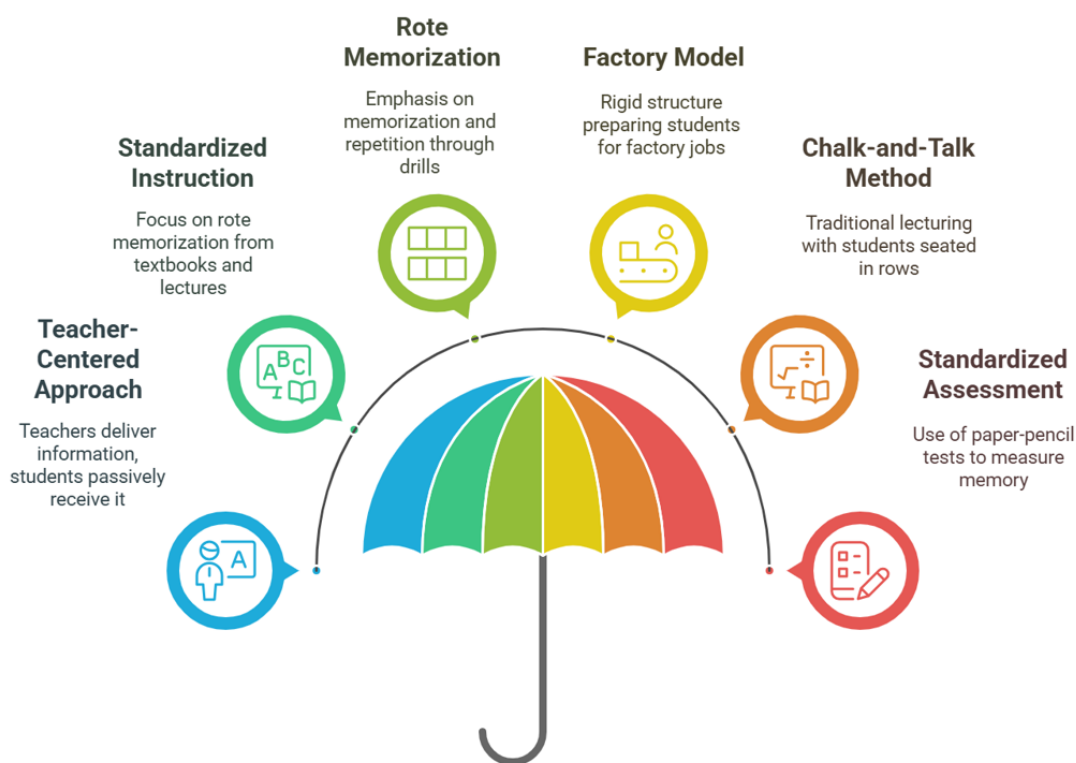 Rote
Memorization
Emphasis on
memorization and
repetition through
drills
Factory Model
Rigid structure
preparing students
for factory jobs
Standardized
Instruction
Focus on rote
memorization from
textbooks and
lectures
Chalk-and-Talk
Method
Traditional lecturing
with students seated
in rows
Teacher-
Centered
Approach
Teachers deliver
information,
students passively
receive it
Standardized
Assessment
Use of paper-pencil
tests to measure
memory
ABC
A